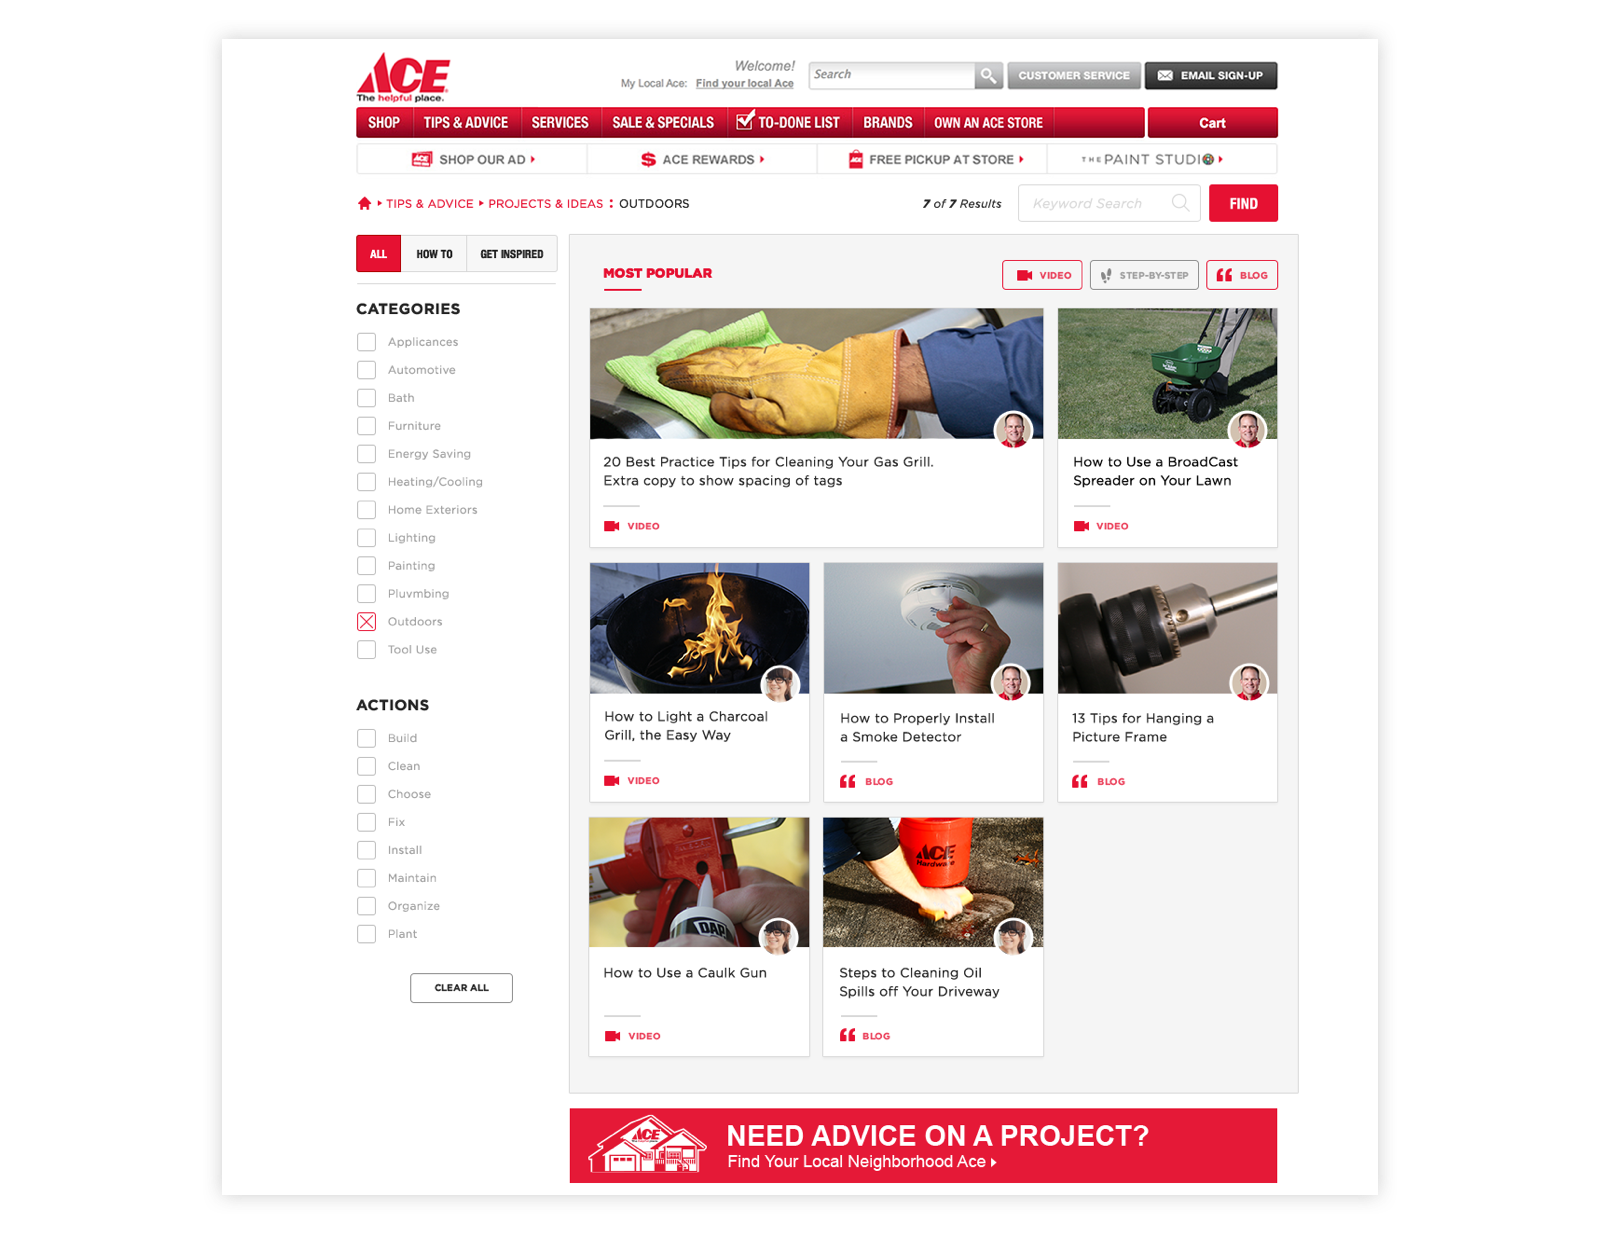 ACE
The helpful place.
Welcome!
My Local Ace: Find your local Ace
Search
CUSTOMER SERVICE
EMAIL SIGN-UP
SHOP
TIPS & ADVICE
SERVICES
SALE & SPECIALS
TO-DONE LIST
BRANDS
OWN AN ACE STORE
Cart
SHOP OUR AD
ACE REWARDS
FREE PICKUP AT STORE
THE PAINT STUDIO
TIPS & ADVICE
PROJECTS & IDEAS : OUTDOORS
7 of 7 Results
Keyword Search
FIND
ALL
HOW TO
GET INSPIRED
CATEGORIES
Applicances
Automotive
Bath
Furniture
Energy Saving
Heating/Cooling
Home Exteriors
Lighting
Painting
Pluvmbing
Outdoors
Tool Use
ACTIONS
Build
Clean
Choose
Fix
Install
Maintain
Organize
Plant
CLEAR ALL
MOST POPULAR
VIDEO
STEP-BY-STEP
BLOG
20 Best Practice Tips for Cleaning Your Gas Grill.
Extra copy to show spacing of tags
VIDEO
How to Use a BroadCast
Spreader on Your Lawn
VIDEO
How to Light a Charcoal
Grill, the Easy Way
VIDEO
How to Properly Install
a Smoke Detector
BLOG
13 Tips for Hanging a
Picture Frame
BLOG
DAP
How to Use a Caulk Gun
VIDEO
ACE
Hardware
Steps to Cleaning Oil
Spills off Your Driveway
BLOG
ACE
NEED ADVICE ON A PROJECT?
Find Your Local Neighborhood Ace